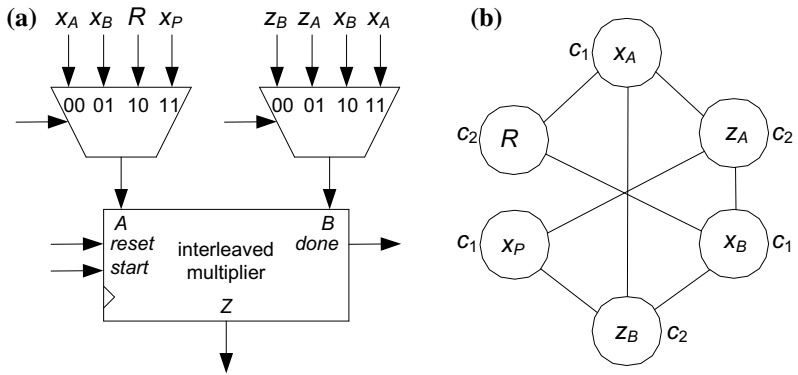 (a)
x_A x_B R x_P
z_B z_A x_B x_A
00 01 10 11
00 01 10 11
A B
reset done
start
interleaved
multiplier
Z
(b)
c_1 x_A
c_2 R
z_A c_2
c_1 x_P
x_B c_1
z_B c_2